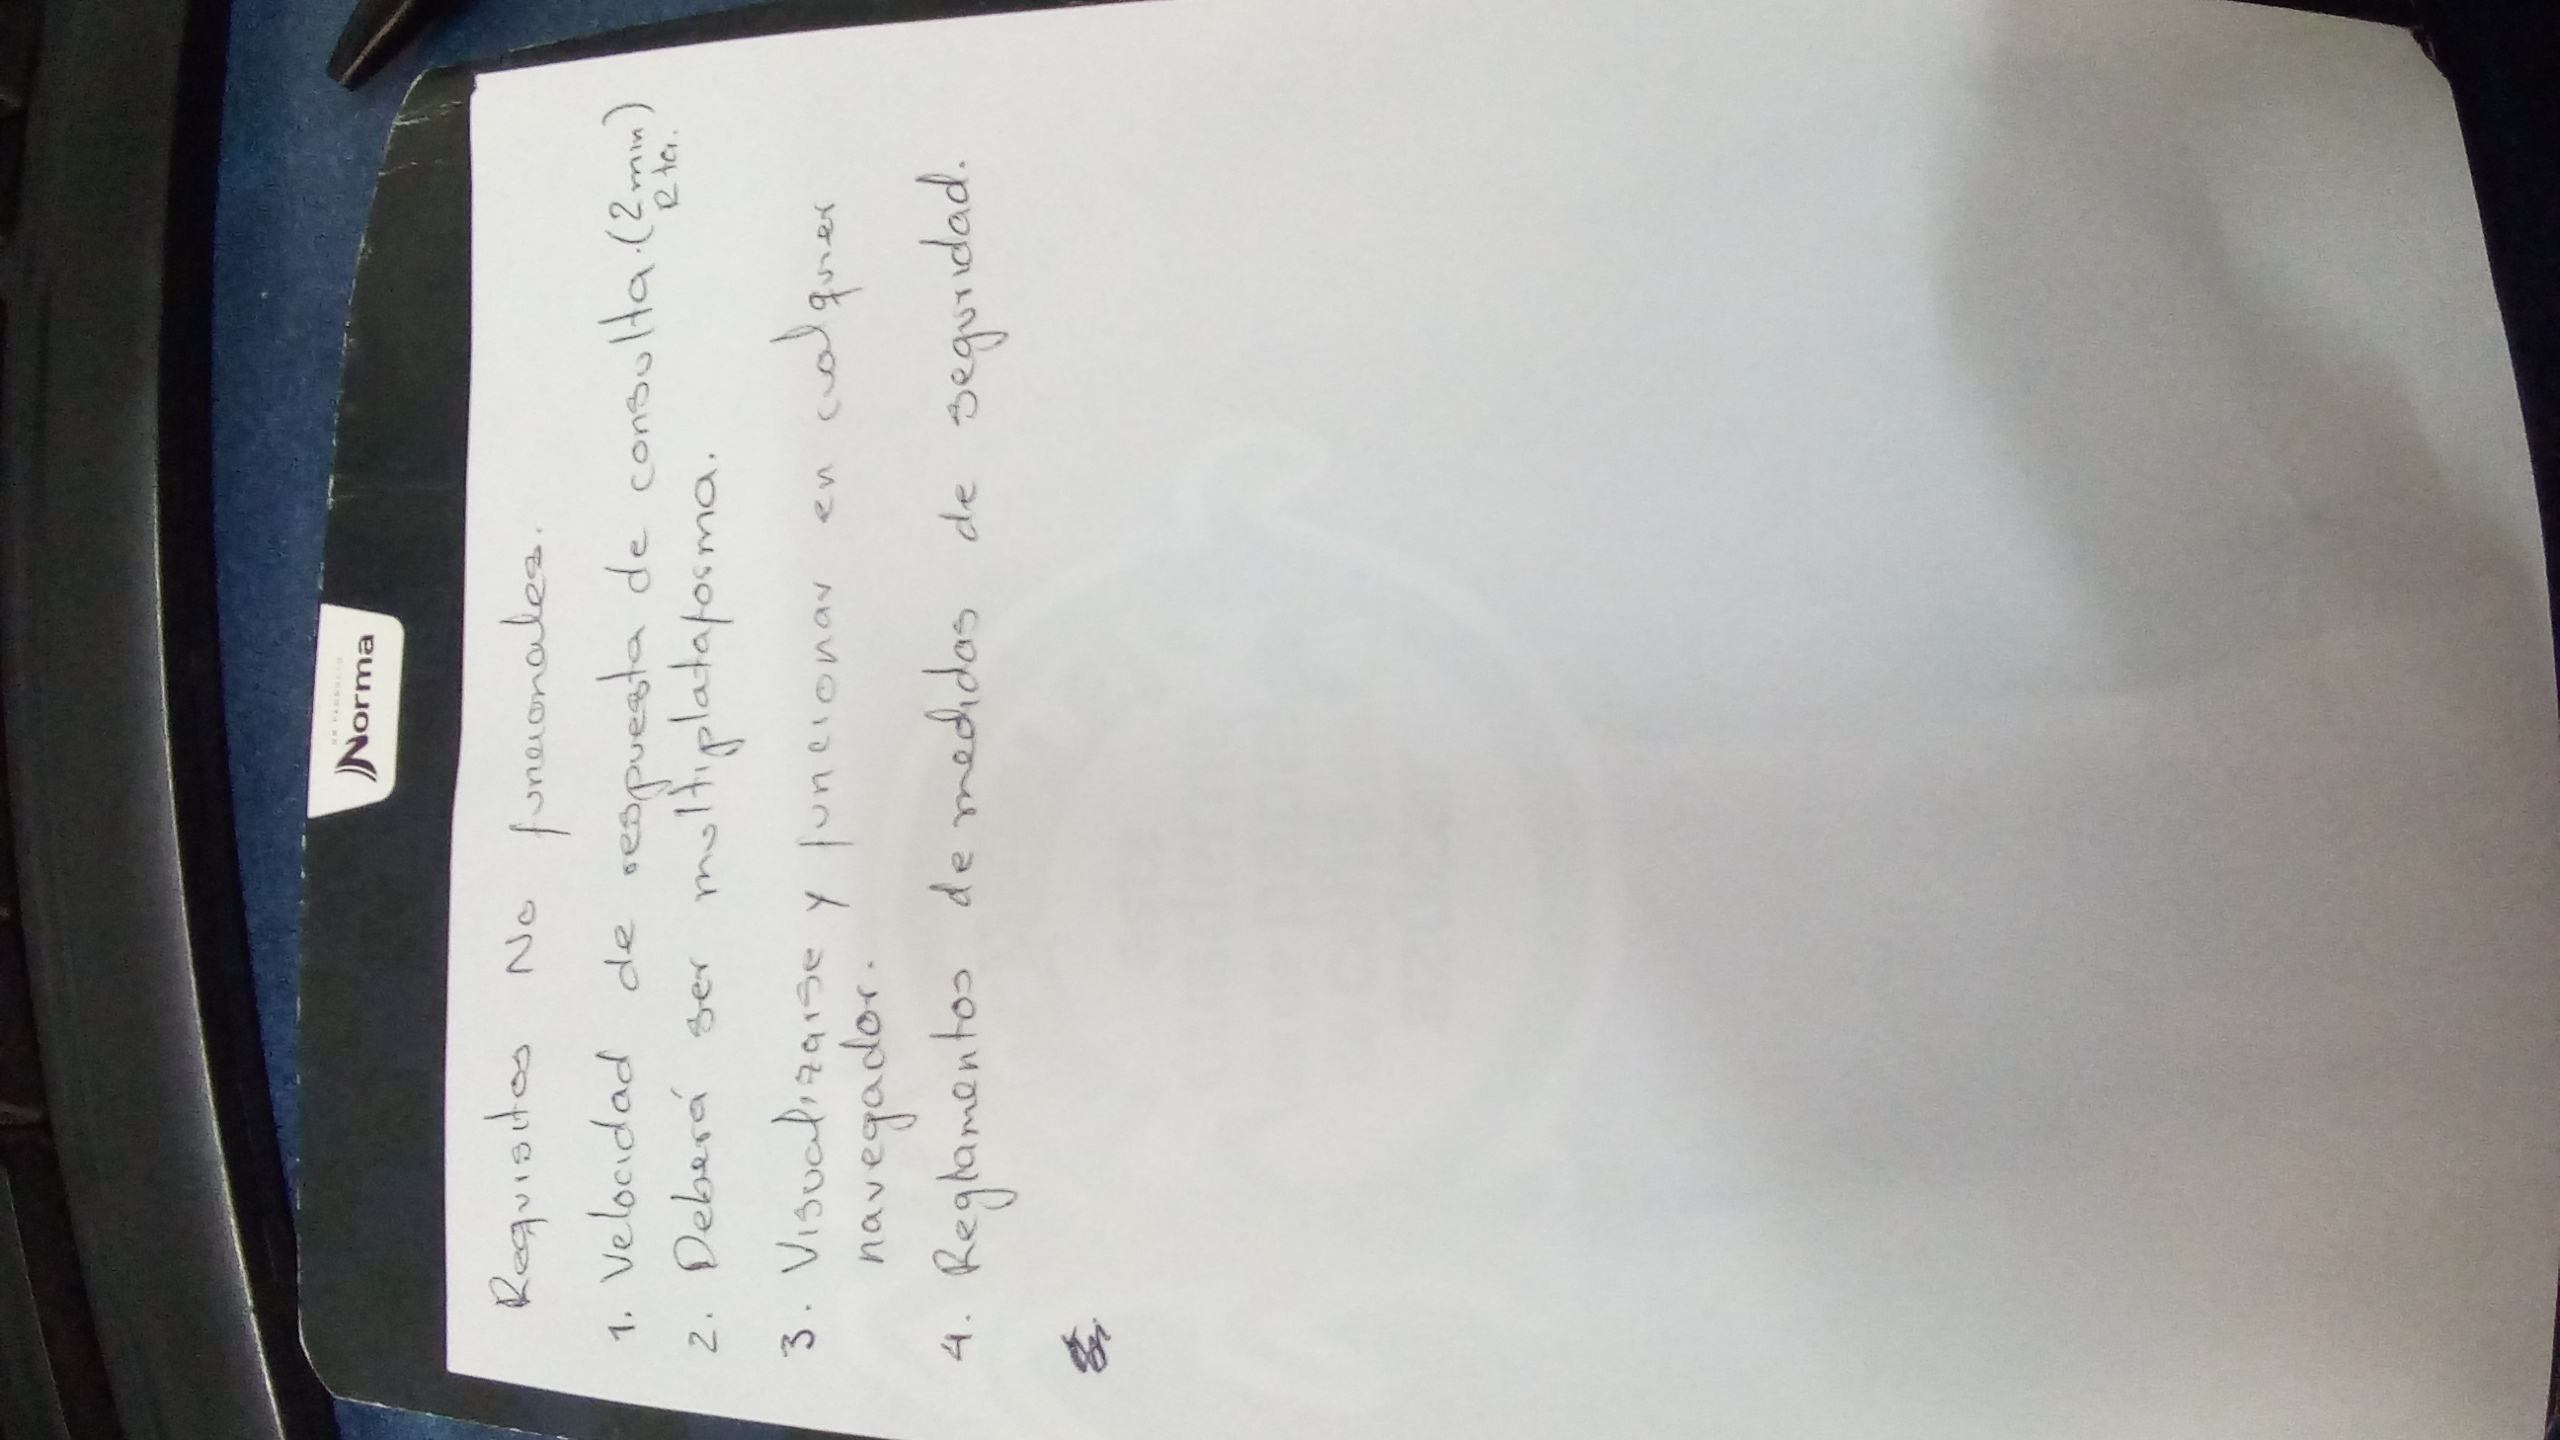 UN PRODUCTO
Norma
Requisitos No funcionales.
1. Velocidad de respuesta de consulta. (2 min)
Rta.
2. Deberá ser multiplataforma.
3. Visualizarse y funcionar en cualquier
navegador.
4. Reglamentos de medidas de seguridad.